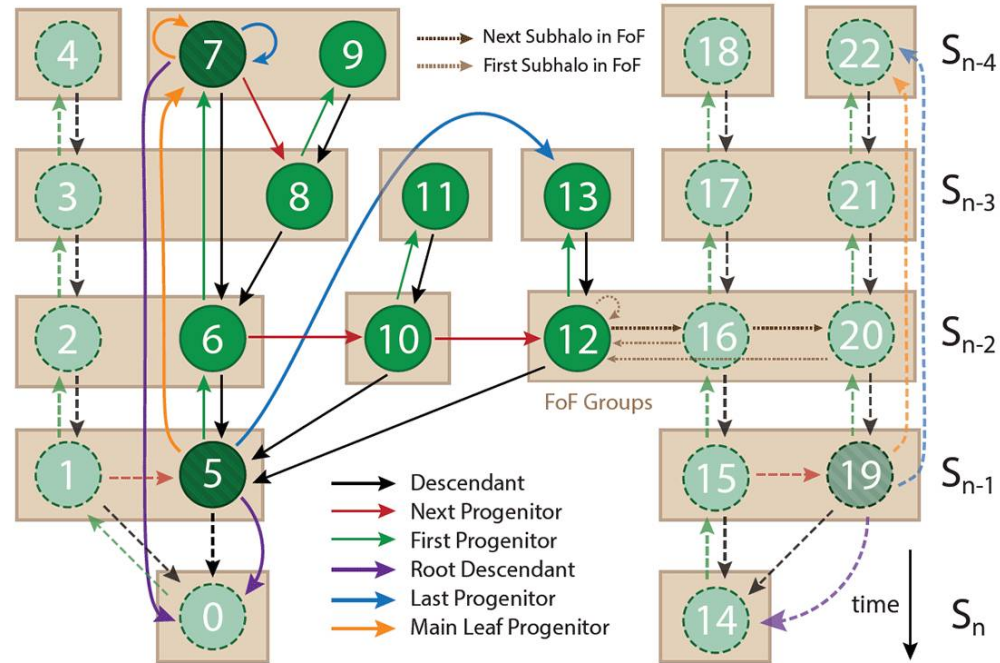 4
7
9
Next Subhalo in FoF
First Subhalo in FoF
18
22
Sn-4
3
8
11
13
17
21
Sn-3
2
6
10
12
16
20
Sn-2
FoF Groups
1
5
15
19
Sn-1
Descendant
Next Progenitor
First Progenitor
Root Descendant
Last Progenitor
Main Leaf Progenitor
0
14
time
Sn